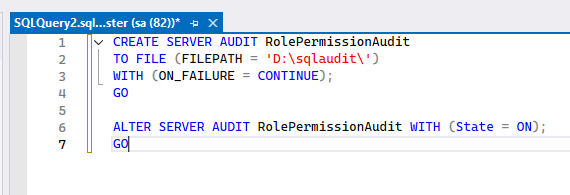 SQLQuery2.sql...ster (sa (82))*
1 CREATE SERVER AUDIT RolePermissionAudit
2 TO FILE (FILEPATH = 'D:\sqlaudit\')
3 WITH (ON_FAILURE = CONTINUE);
4 GO
5
6 ALTER SERVER AUDIT RolePermissionAudit WITH (State = ON);
7 GO